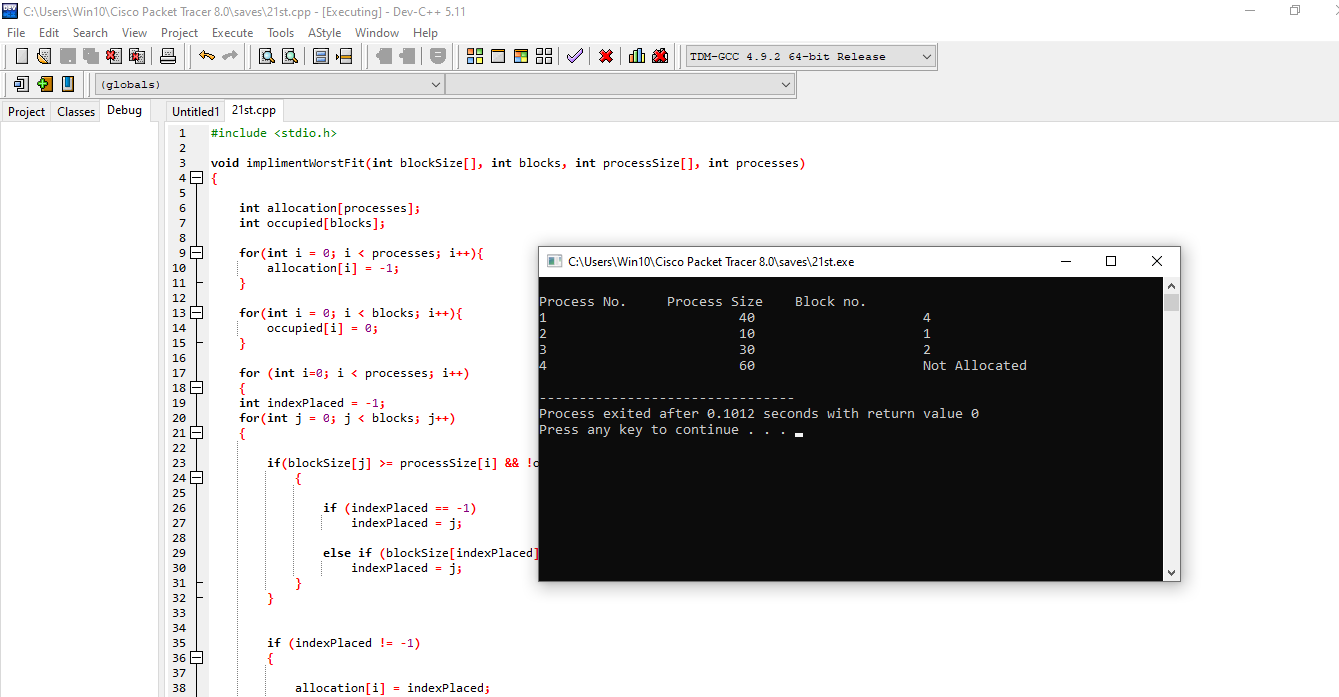 C:\Users\Win10\Cisco Packet Tracer 8.0\saves\21st.cpp - [Executing] - Dev-C++ 5.11
File Edit Search View Project Execute Tools AStyle Window Help
TDM-GCC 4.9.2 64-bit Release
(globals)
Project Classes Debug
Untitled1 21st.cpp
1 #include <stdio.h>
2
3 void implimentWorstFit(int blockSize[], int blocks, int processSize[], int processes)
4 {
5
6 int allocation[processes];
7 int occupied[blocks];
8
9 for(int i = 0; i < processes; i++){
10 allocation[i] = -1;
11 }
12
13 for(int i = 0; i < blocks; i++){
14 occupied[i] = 0;
15 }
16
17 for (int i=0; i < processes; i++)
18 {
19 int indexPlaced = -1;
20 for(int j = 0; j < blocks; j++)
21 {
22
23 if(blockSize[j] >= processSize[i] && !o
24 {
25
26 if (indexPlaced == -1)
27 indexPlaced = j;
28
29 else if (blockSize[indexPlaced]
30 indexPlaced = j;
31 }
32 }
33
34
35 if (indexPlaced != -1)
36 {
37
38 allocation[i] = indexPlaced;
C:\Users\Win10\Cisco Packet Tracer 8.0\saves\21st.exe
Process No. Process Size Block no.
1 40 4
2 10 1
3 30 2
4 60 Not Allocated
--------------------------------
Process exited after 0.1012 seconds with return value 0
Press any key to continue . . .